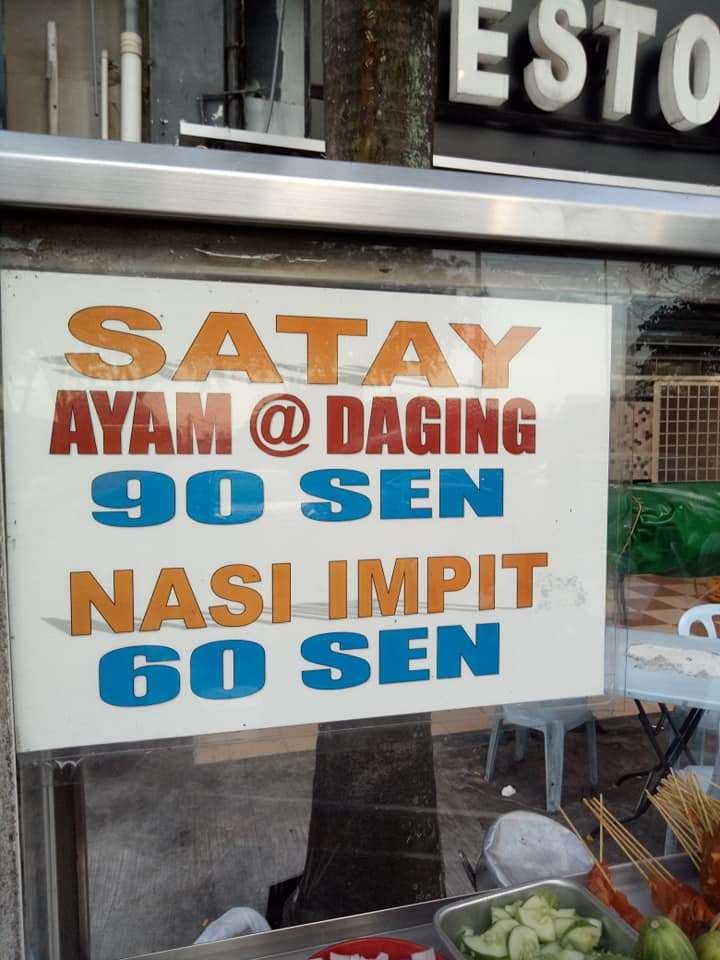 ESTO
SATAY
AYAM @ DAGING
90 SEN
NASI IMPIT
60 SEN